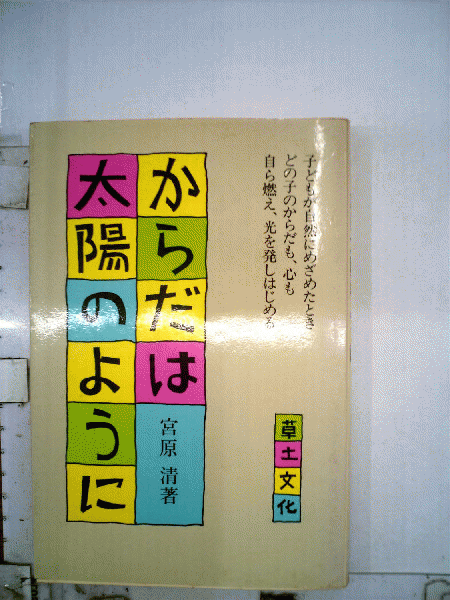 子どもが自然にめざめたとき
どの子のからだも、心も
自ら燃え、光を発しはじめる
からだは
太陽のように
宮原 清著
草土文化